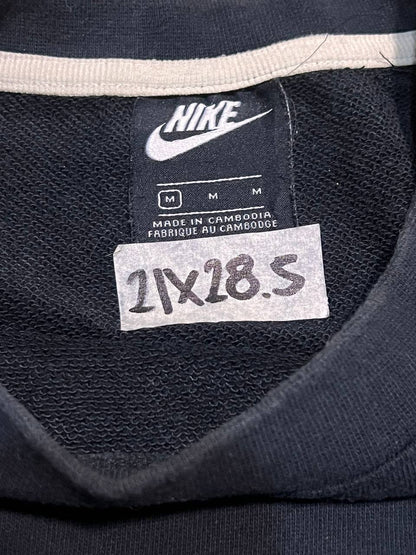 NIKE
M M M
MADE IN CAMBODIA
FABRIQUE AU CAMBODGE
21X28.5